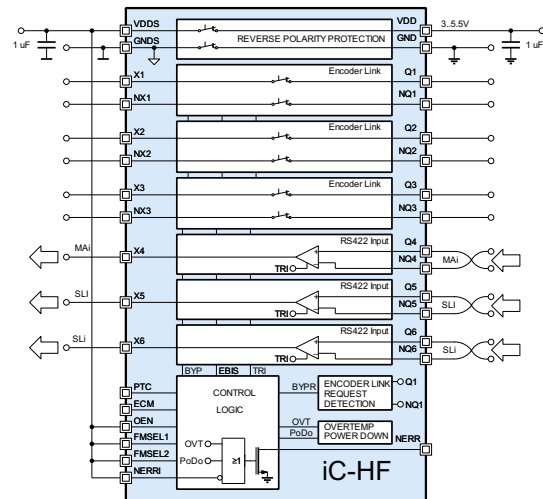 VDDS VDD 3..5.5V
1 uF GNDS REVERSE POLARITY PROTECTION GND 1 uF
X1 Encoder Link Q1
NX1 NQ1
X2 Encoder Link Q2
NX2 NQ2
X3 Encoder Link Q3
NX3 NQ3
RS422 Input Q4
MAi X4 + NQ4 MAi
TRI -
RS422 Input Q5
SLI X5 + NQ5 SLI
TRI -
RS422 Input Q6
SLi X6 + NQ6 SLi
TRI -
BYP EBIS TRI
PTC CONTROL BYPR ENCODER LINK Q1
ECM LOGIC REQUEST
DETECTION NQ1
OEN OVT OVERTEMP
FMSEL1 OVT PoDo POWER DOWN NERR
FMSEL2 PoDo ≥1
NERRI iC-HF